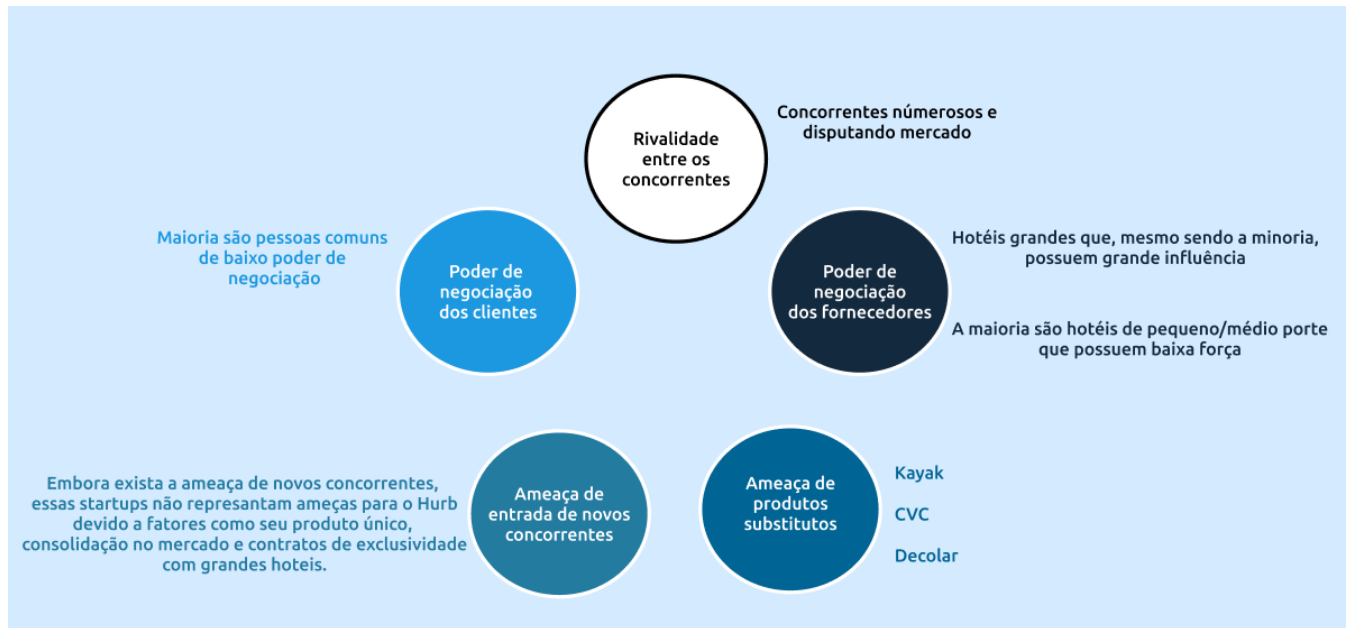 Rivalidade
entre os
concorrentes
Concorrentes númerosos e
disputando mercado
Maioria são pessoas comuns
de baixo poder de
negociação
Poder de
negociação
dos clientes
Poder de
negociação
dos fornecedores
Hotéis grandes que, mesmo sendo a minoria,
possuem grande influência
A maioria são hotéis de pequeno/médio porte
que possuem baixa força
Embora exista a ameaça de novos concorrentes,
essas startups não represantam ameças para o Hurb
devido a fatores como seu produto único,
consolidação no mercado e contratos de exclusividade
com grandes hoteis.
Ameaça de
entrada de novos
concorrentes
Ameaça de
produtos
substitutos
Kayak
CVC
Decolar